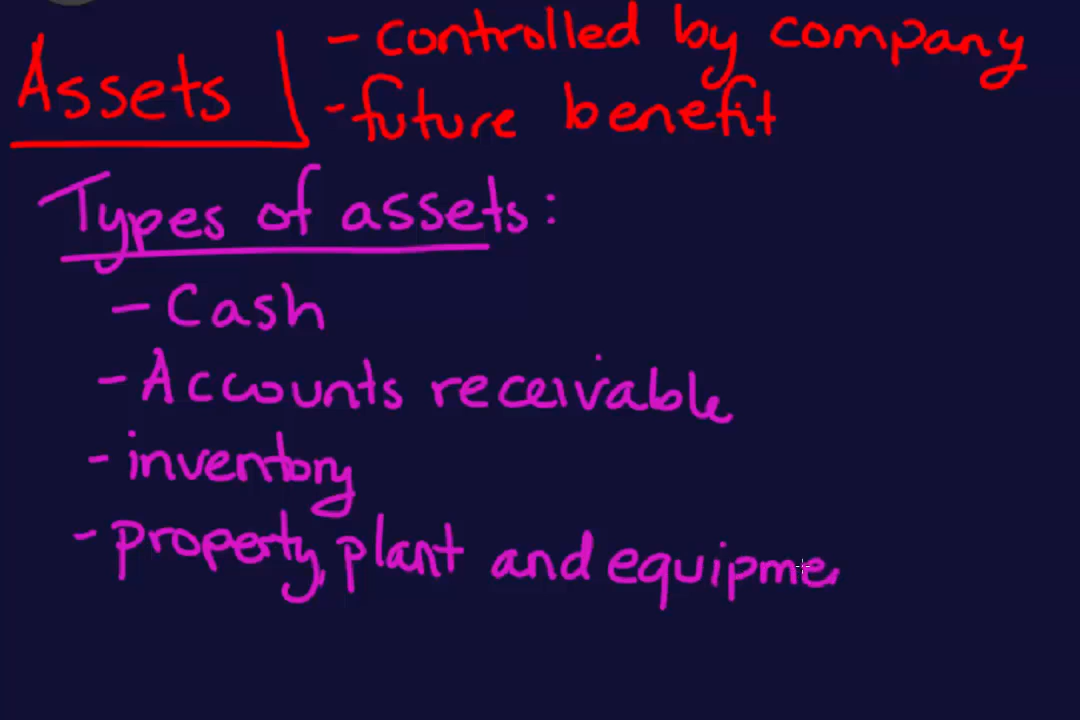 Assets
- controlled by company
- future benefit
Types of assets:
- Cash
- Accounts receivable
- inventory
- property, plant and equipme